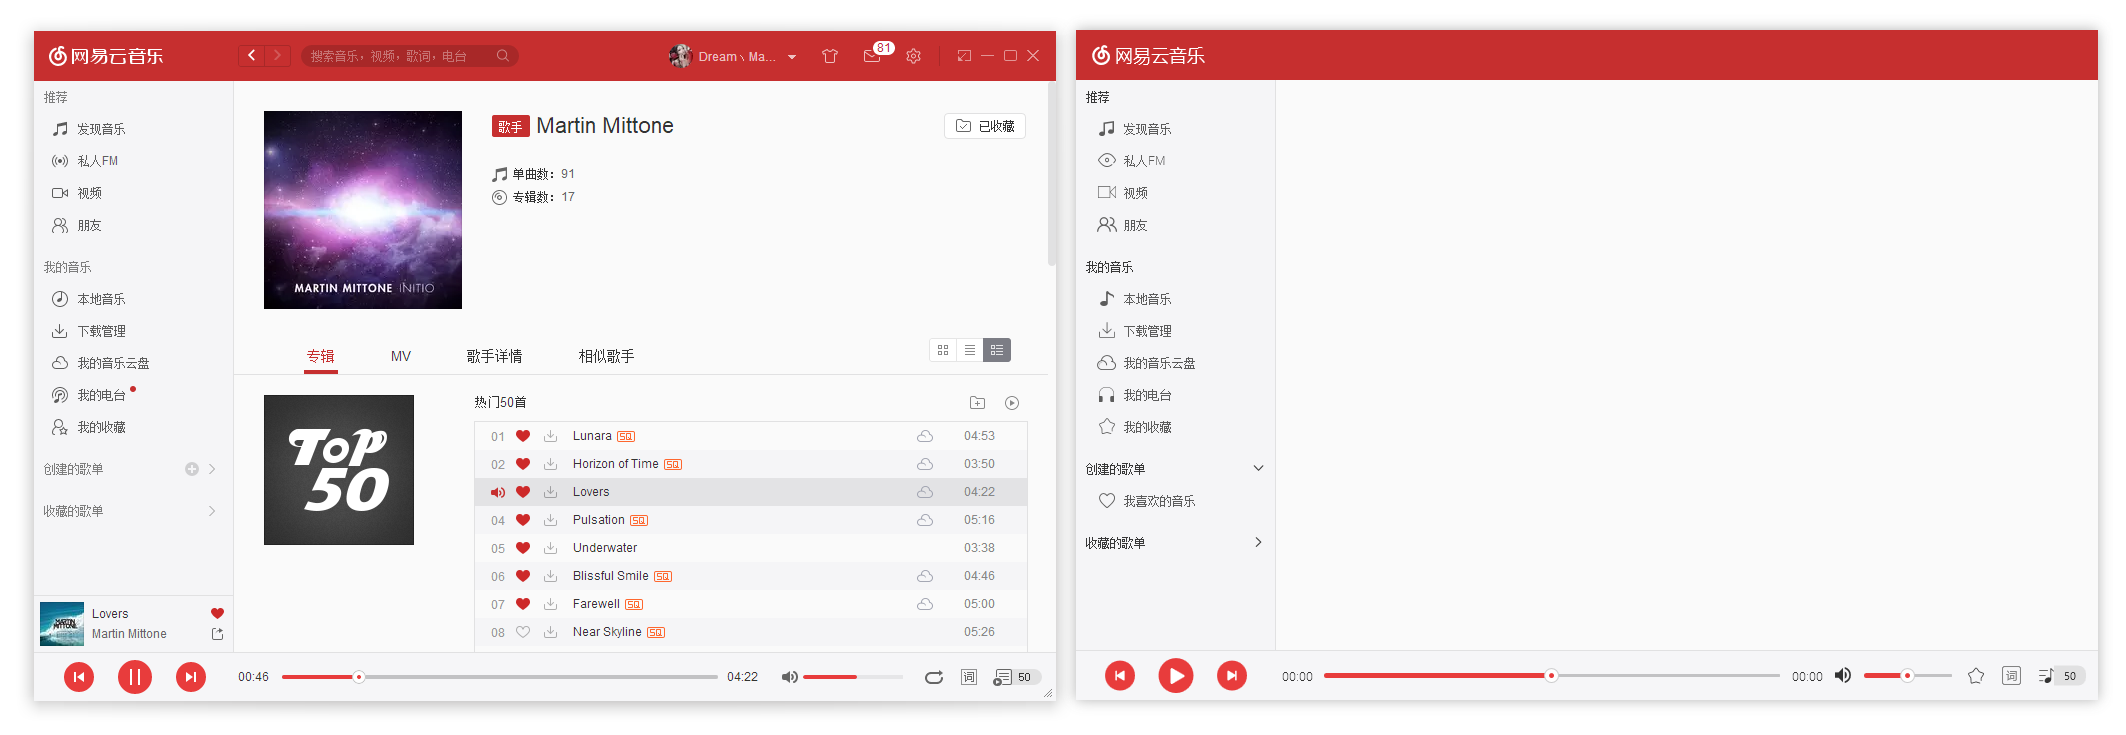 网易云音乐
搜索音乐，视频，歌词，电台
Dream、Ma...
81
推荐
发现音乐
私人FM
视频
朋友
我的音乐
本地音乐
下载管理
我的音乐云盘
我的电台
我的收藏
创建的歌单
收藏的歌单
Lovers
Martin Mittone
MARTIN MITTONE INITIO
歌手 Martin Mittone
已收藏
单曲数：91
专辑数：17
专辑 MV 歌手详情 相似歌手
TOP
50
热门50首
01 Lunara SQ 04:53
02 Horizon of Time SQ 03:50
Lovers 04:22
04 Pulsation SQ 05:16
05 Underwater 03:38
06 Blissful Smile SQ 04:46
07 Farewell SQ 05:00
08 Near Skyline SQ 05:26
00:46 04:22 词 50
网易云音乐
推荐
发现音乐
私人FM
视频
朋友
我的音乐
本地音乐
下载管理
我的音乐云盘
我的电台
我的收藏
创建的歌单
我喜欢的音乐
收藏的歌单
00:00 00:00 词 50